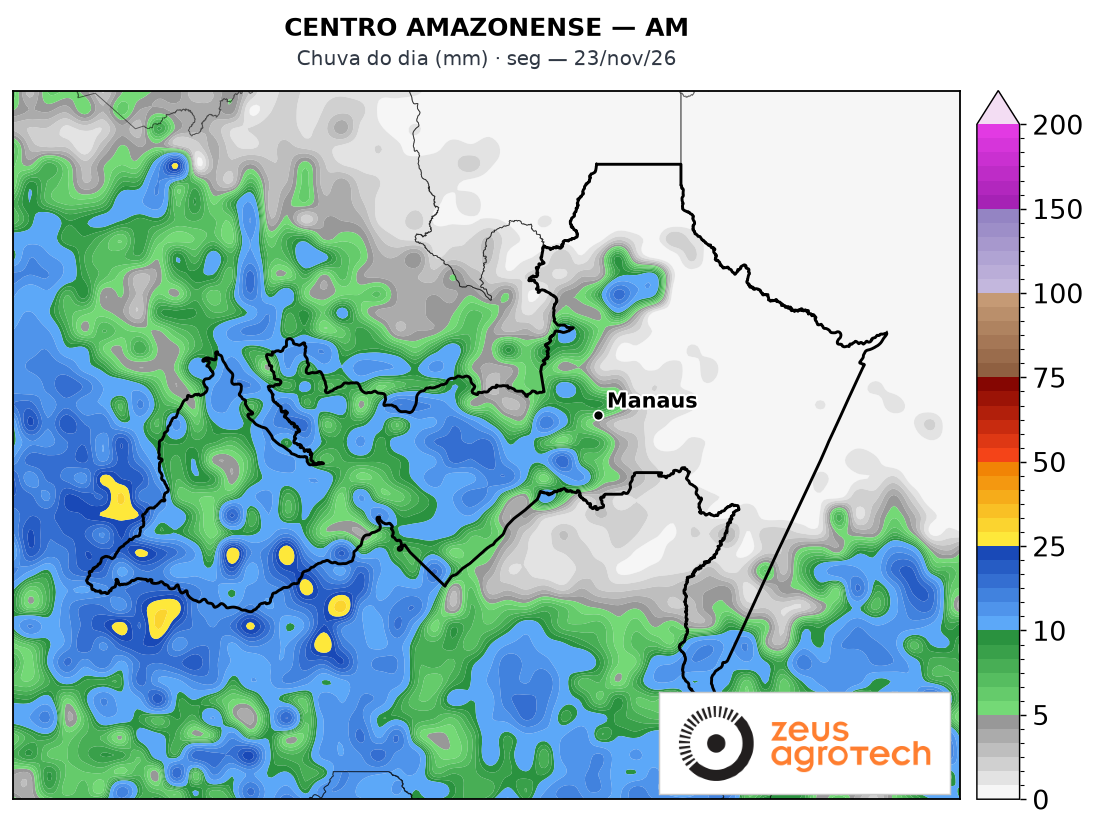 CENTRO AMAZONENSE — AM
Chuva do dia (mm) · seg — 23/nov/26
Manaus
200
150
100
75
50
25
10
5
0
zeus
agrotech